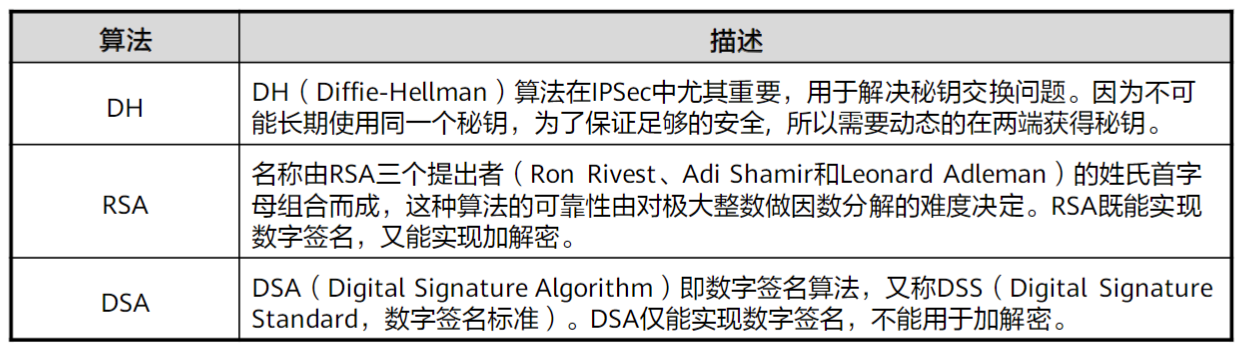 算法 描述
DH
DH（Diffie-Hellman）算法在IPSec中尤其重要，用于解决秘钥交换问题。因为不可
能长期使用同一个秘钥，为了保证足够的安全, 所以需要动态的在两端获得秘钥。
RSA
名称由RSA三个提出者（Ron Rivest、Adi Shamir和Leonard Adleman）的姓氏首字
母组合而成，这种算法的可靠性由对极大整数做因数分解的难度决定。RSA既能实现
数字签名，又能实现加解密。
DSA
DSA（Digital Signature Algorithm）即数字签名算法，又称DSS（Digital Signature
Standard，数字签名标准）。DSA仅能实现数字签名，不能用于加解密。